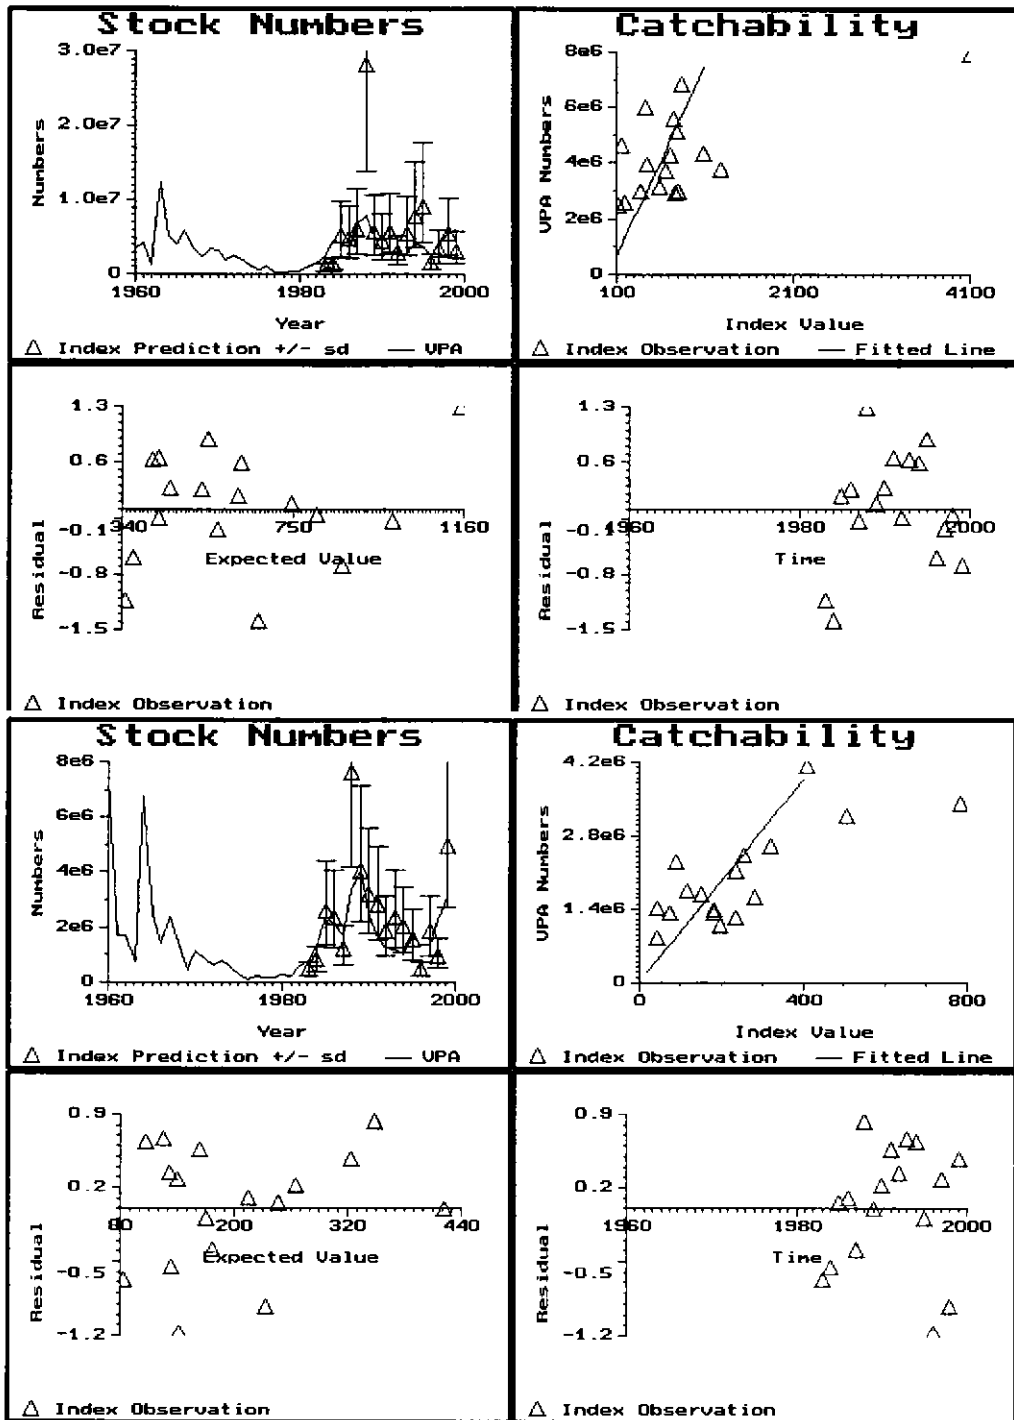 Stock Numbers
3.0e7
2.0e7
1.0e7
0
Numbers
1960 1980 2000
Year
△ Index Prediction +/- sd — VPA
Catchability
8e6
6e6
4e6
2e6
0
VPA Numbers
100 2100 4100
Index Value
△ Index Observation — Fitted Line
1.3
0.6
-0.1
-0.8
-1.5
Residual
340 750 1160
Expected Value
△ Index Observation
1.3
0.6
-0.1
-0.8
-1.5
Residual
1960 1980 2000
Time
△ Index Observation
Stock Numbers
8e6
6e6
4e6
2e6
0
Numbers
1960 1980 2000
Year
△ Index Prediction +/- sd — VPA
Catchability
4.2e6
2.8e6
1.4e6
0
VPA Numbers
0 400 800
Index Value
△ Index Observation — Fitted Line
0.9
0.2
-0.5
-1.2
Residual
80 200 320 440
Expected Value
△ Index Observation
0.9
0.2
-0.5
-1.2
Residual
1960 1980 2000
Time
△ Index Observation